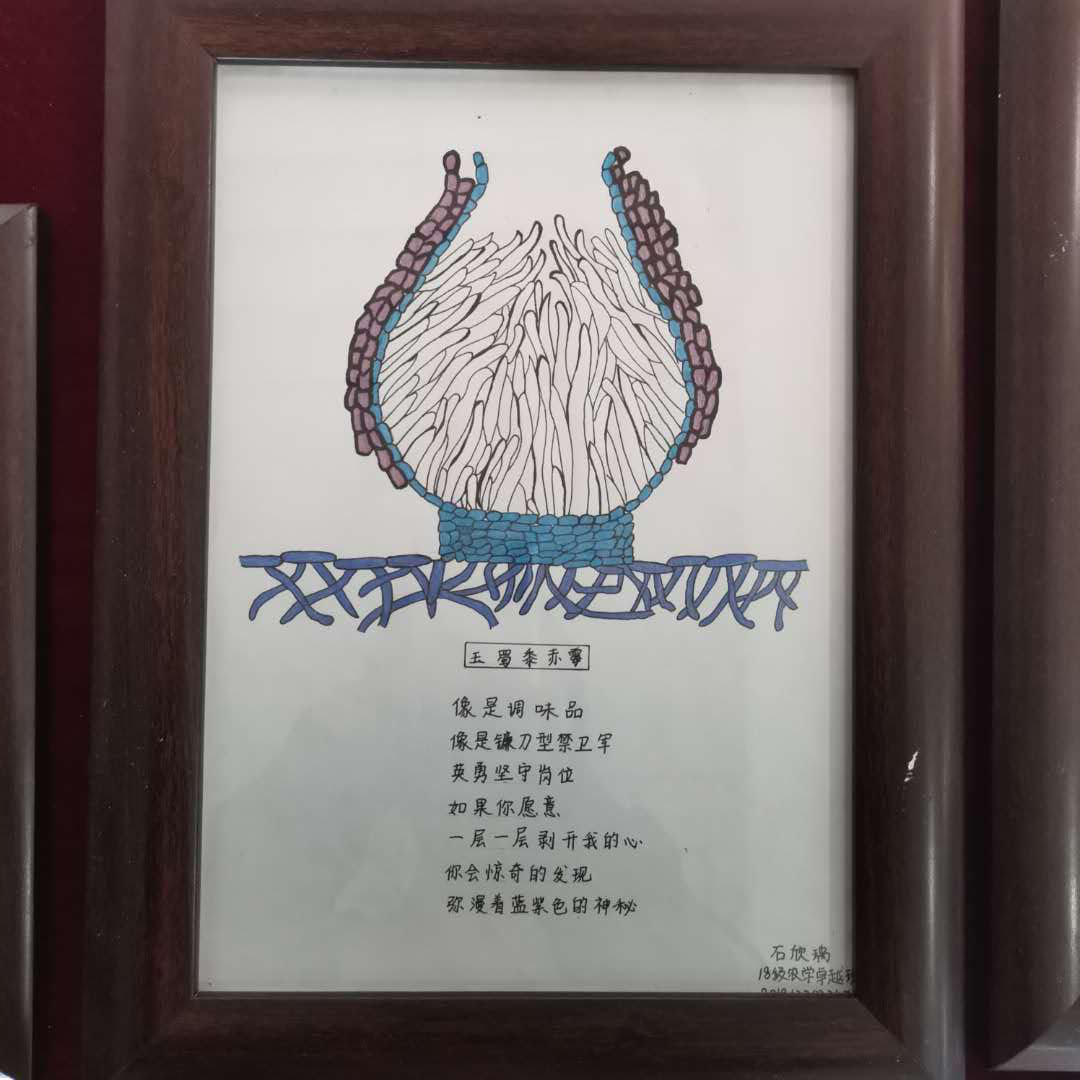 玉蜀黍赤霉
像是调味品
像是镰刀型禁卫军
英勇坚守岗位
如果你愿意
一层一层剥开我的心
你会惊奇的发现
弥漫着蓝紫色的神秘
石欣瑀
18级农学卓越班